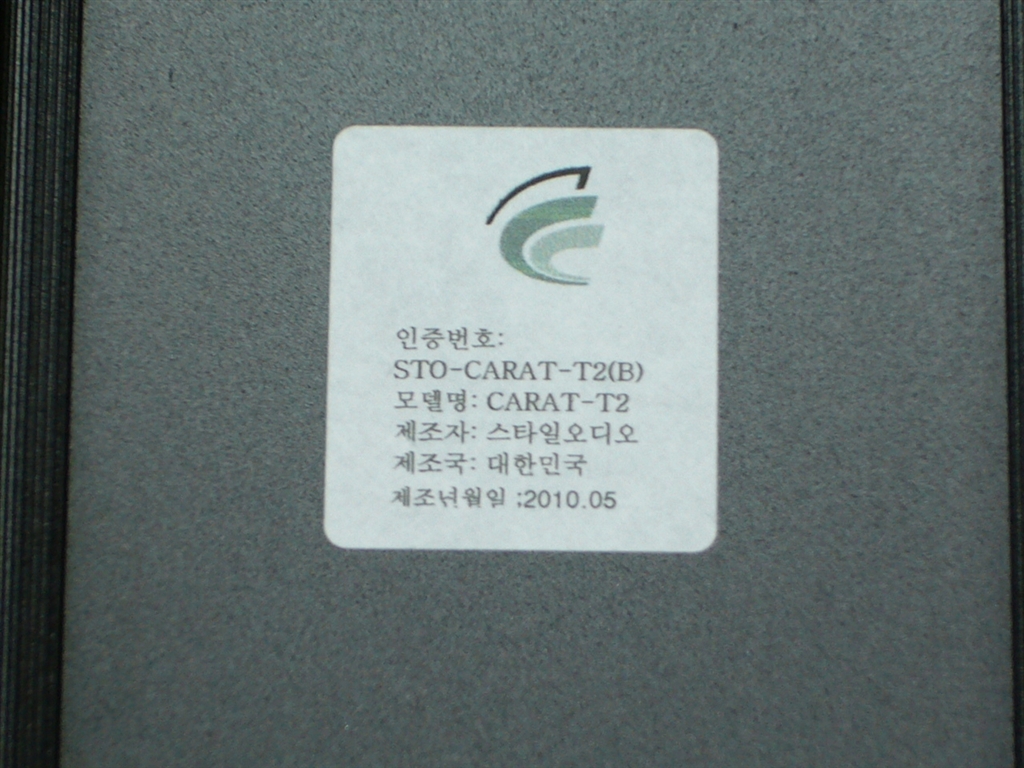 인증번호:
STO-CARAT-T2(B)
모델명: CARAT-T2
제조자: 스타일오디오
제조국: 대한민국
제조년월일 ;2010.05